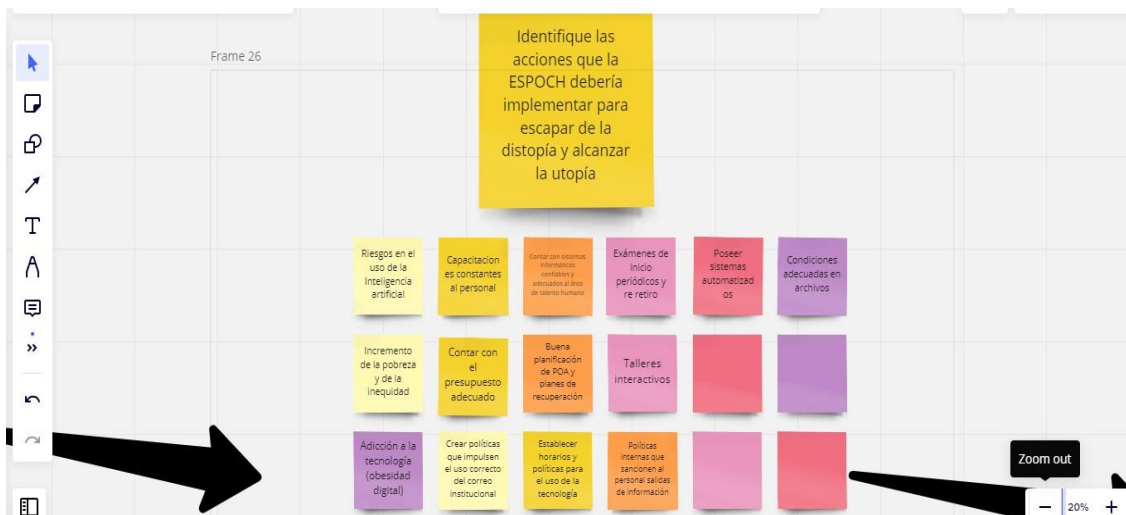 Frame 26
Identifique las
acciones que la
ESPOCH debería
implementar para
escapar de la
distopía y alcanzar
la utopía
Riesgos en el
uso de la
Inteligencia
artificial
Capacitacion
es constantes
al personal
Contar con sistemas
informáticos
confiables y
adecuados al área
de talento humano
Exámenes de
inicio
periódicos y
re retiro
Poseer
sistemas
automatizad
os
Condiciones
adecuadas en
archivos
Incremento
de la pobreza
y de la
inequidad
Contar con
el
presupuesto
adecuado
Buena
planificación
de POA y
planes de
recuperación
Talleres
interactivos
Adicción a la
tecnología
(obesidad
digital)
Crear políticas
que impulsen
el uso correcto
del correo
institucional
Establecer
horarios y
políticas para
el uso de la
tecnología
Políticas
internas que
sancionen al
personal salidas
de información
Zoom out
20%